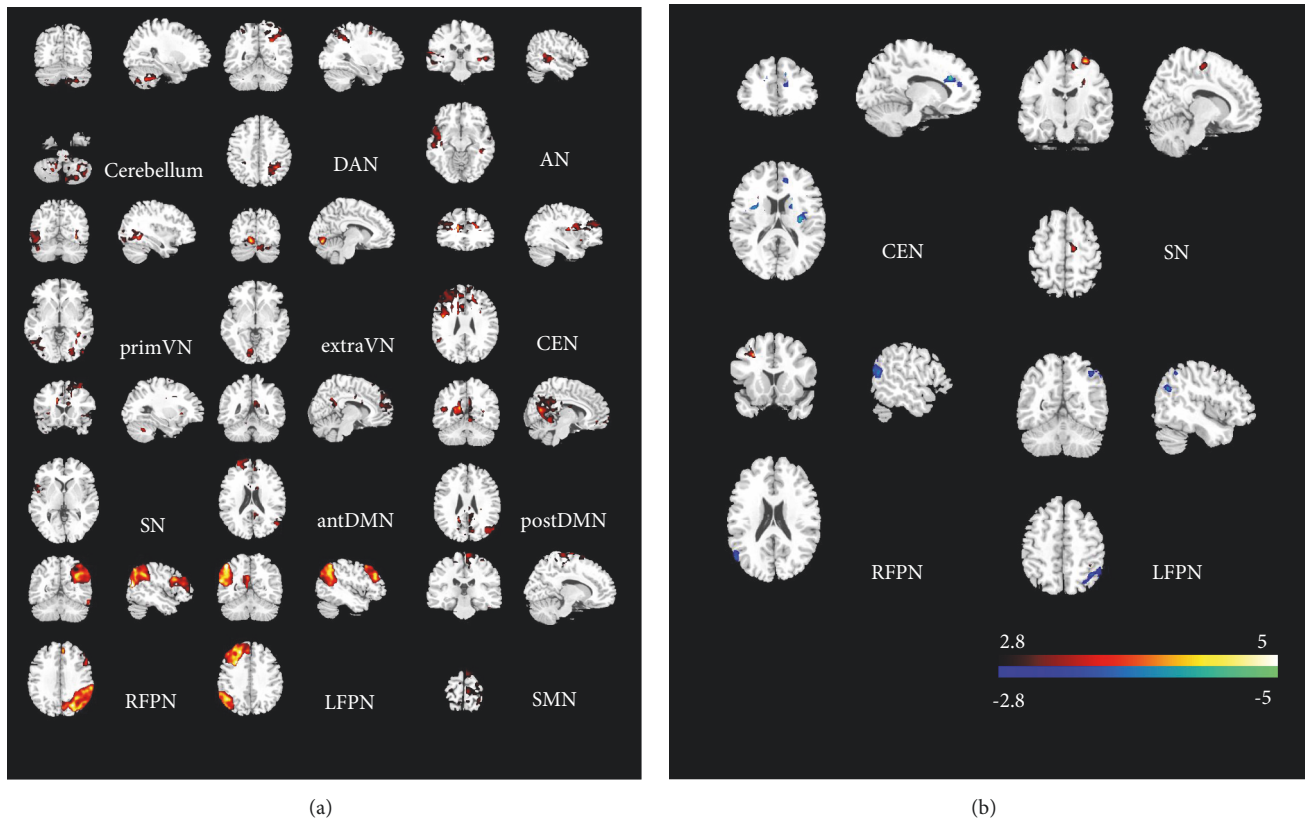 Cerebellum DAN AN
primVN extraVN CEN
SN antDMN postDMN
RFPN LFPN SMN
(a)
CEN SN
RFPN LFPN
2.8 5
-2.8 -5
(b)